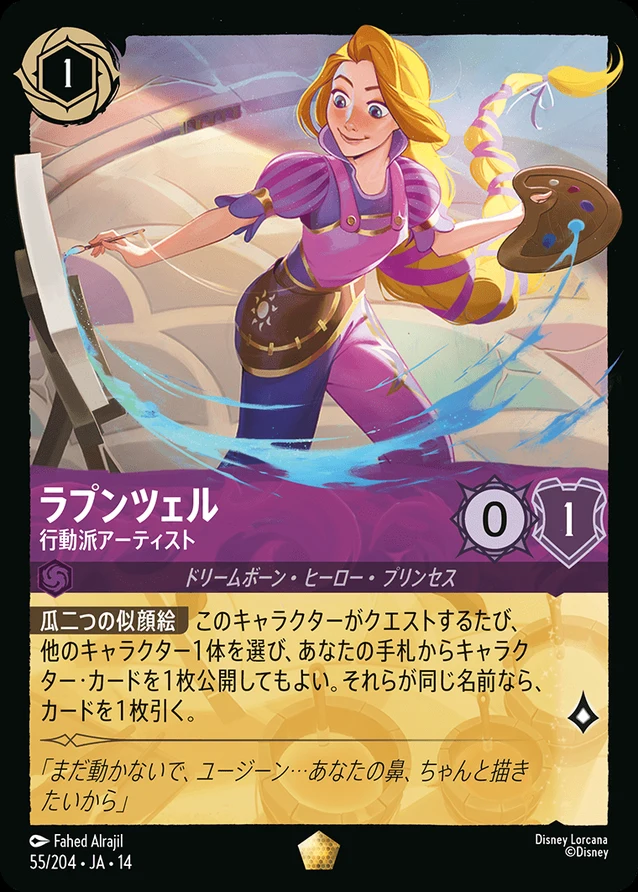 1
ラプンツェル
行動派アーティスト
0
1
ドリームボーン・ヒーロー・プリンセス
瓜二つの似顔絵 このキャラクターがクエストするたび、
他のキャラクター1体を選び、あなたの手札からキャラク
ター・カードを1枚公開してもよい。それらが同じ名前なら、
カードを1枚引く。
「まだ動かないで、ユージーン…あなたの鼻、ちゃんと描き
たいから」
Fahed Alrajil
55/204・JA・14
Disney Lorcana
©Disney